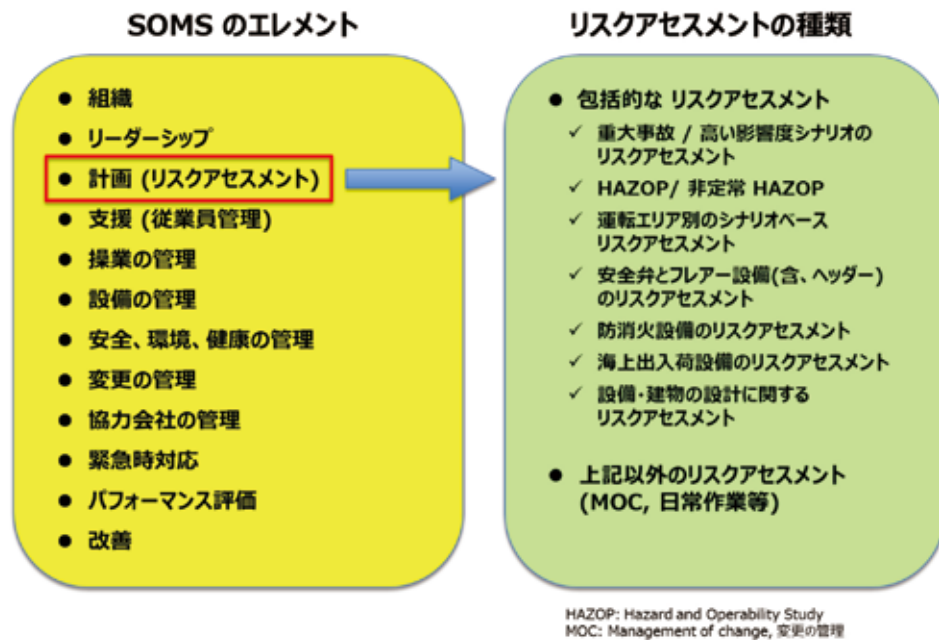 SOMS のエレメント
● 組織
● リーダーシップ
● 計画 (リスクアセスメント)
● 支援 (従業員管理)
● 操業の管理
● 設備の管理
● 安全、環境、健康の管理
● 変更の管理
● 協力会社の管理
● 緊急時対応
● パフォーマンス評価
● 改善
リスクアセスメントの種類
● 包括的な リスクアセスメント
✓ 重大事故 / 高い影響度シナリオの
リスクアセスメント
✓ HAZOP/ 非定常 HAZOP
✓ 運転エリア別のシナリオベース
リスクアセスメント
✓ 安全弁とフレアー設備(含、ヘッダー)
のリスクアセスメント
✓ 防消火設備のリスクアセスメント
✓ 海上出入荷設備のリスクアセスメント
✓ 設備・建物の設計に関する
リスクアセスメント
● 上記以外のリスクアセスメント
(MOC, 日常作業等)
HAZOP: Hazard and Operability Study
MOC: Management of change, 変更の管理